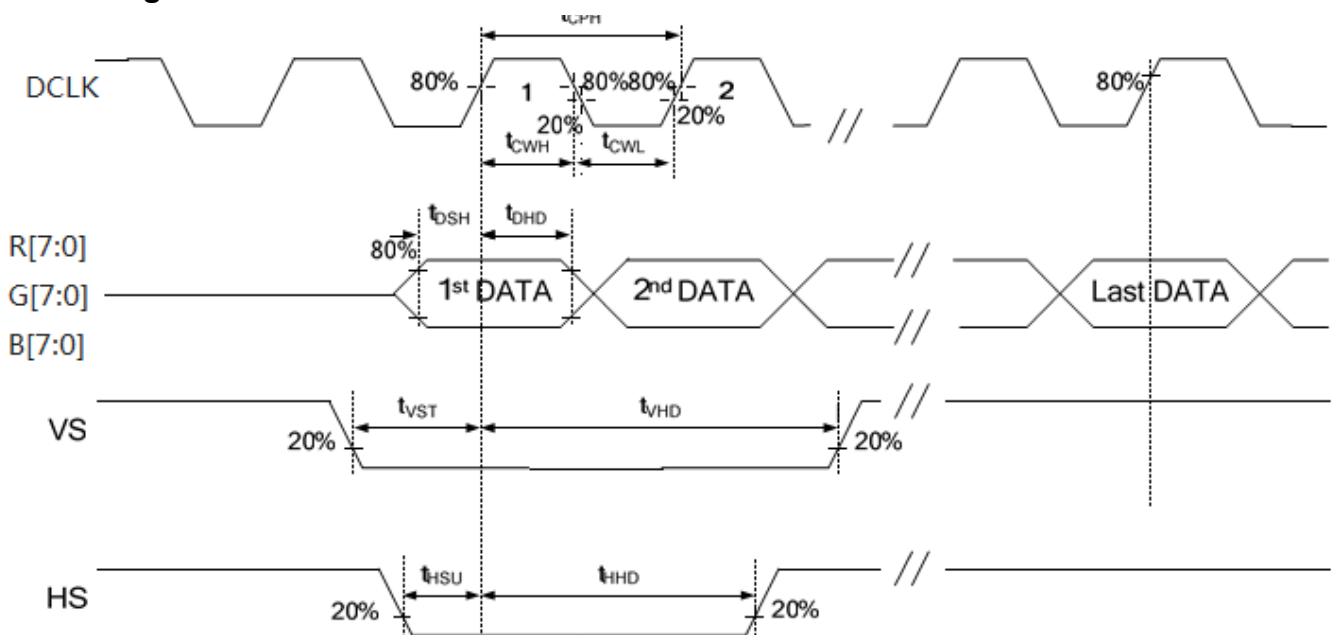 g
tCPH
DCLK
80%
1
80%80%
2
80%
20%
20%
tCWH
tCWL
tDSH
tDHD
R[7:0]
80%
G[7:0]
1st DATA
2nd DATA
Last DATA
B[7:0]
tVST
tVHD
VS
20%
20%
tHSU
tHHD
HS
20%
20%